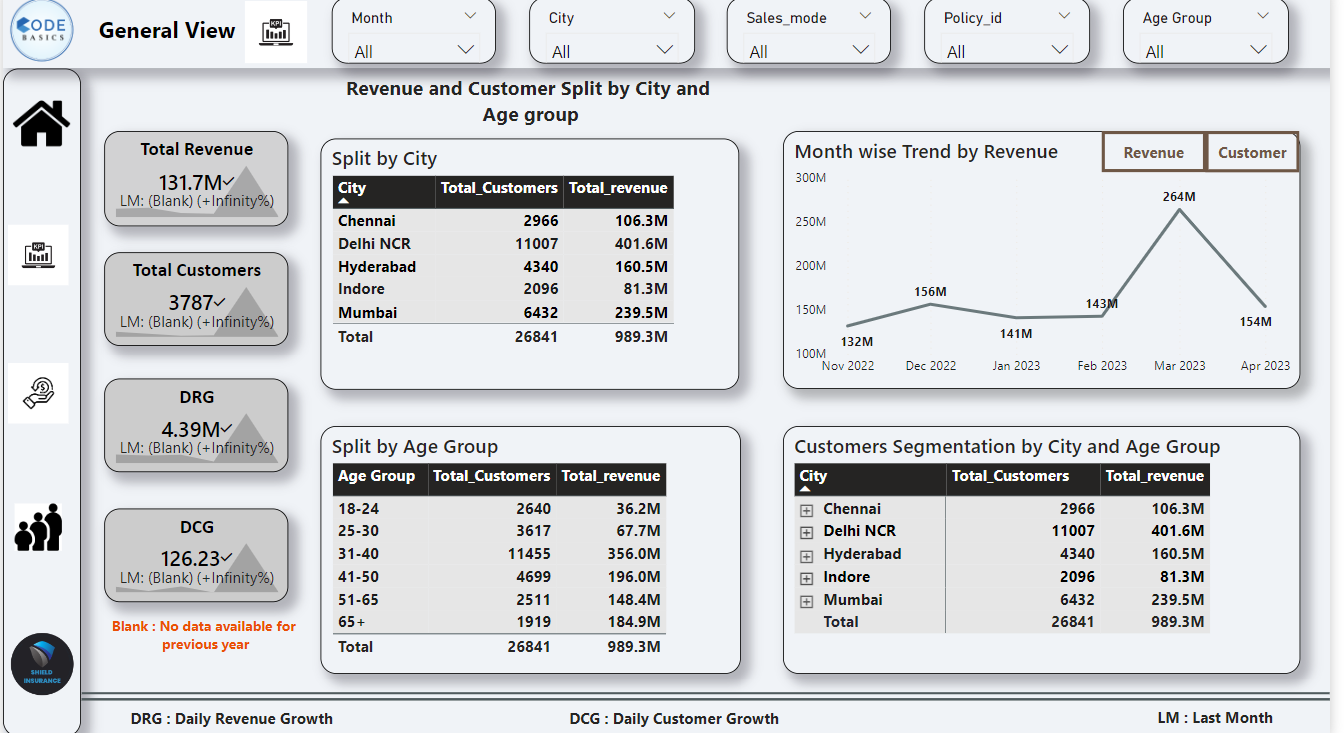 CODE
BASICS
General View
KPI
Month
All
City
All
Sales_mode
All
Policy_id
All
Age Group
All
Revenue and Customer Split by City and
Age group
Total Revenue
131.7M
LM: (Blank) (+Infinity%)
Total Customers
3787
LM: (Blank) (+Infinity%)
DRG
4.39M
LM: (Blank) (+Infinity%)
DCG
126.23
LM: (Blank) (+Infinity%)
Blank : No data available for
previous year
KPI
SHIELD
INSURANCE
Split by City
City Total_Customers Total_revenue
Chennai 2966 106.3M
Delhi NCR 11007 401.6M
Hyderabad 4340 160.5M
Indore 2096 81.3M
Mumbai 6432 239.5M
Total 26841 989.3M
Month wise Trend by Revenue
Revenue Customer
300M
250M
200M
150M
100M
132M
156M
141M
143M
264M
154M
Nov 2022 Dec 2022 Jan 2023 Feb 2023 Mar 2023 Apr 2023
Split by Age Group
Age Group Total_Customers Total_revenue
18-24 2640 36.2M
25-30 3617 67.7M
31-40 11455 356.0M
41-50 4699 196.0M
51-65 2511 148.4M
65+ 1919 184.9M
Total 26841 989.3M
Customers Segmentation by City and Age Group
City Total_Customers Total_revenue
Chennai 2966 106.3M
Delhi NCR 11007 401.6M
Hyderabad 4340 160.5M
Indore 2096 81.3M
Mumbai 6432 239.5M
Total 26841 989.3M
DRG : Daily Revenue Growth
DCG : Daily Customer Growth
LM : Last Month